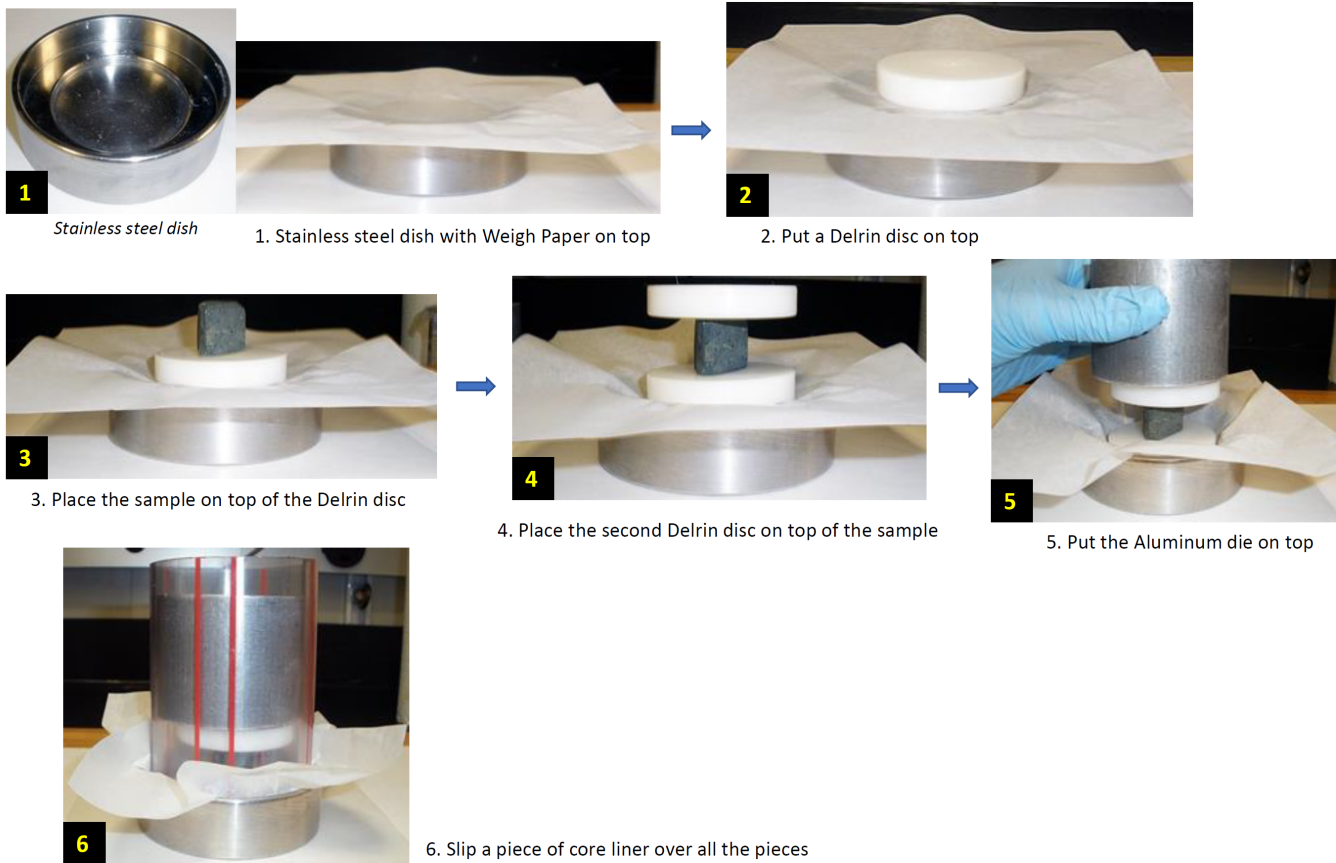 1
Stainless steel dish
1. Stainless steel dish with Weigh Paper on top
2
2. Put a Delrin disc on top
3
3. Place the sample on top of the Delrin disc
4
4. Place the second Delrin disc on top of the sample
5
5. Put the Aluminum die on top
6
6. Slip a piece of core liner over all the pieces